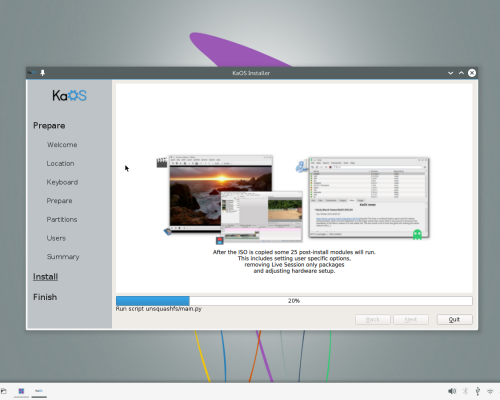 KaOS Installer
KaOS
Prepare
Welcome
Location
Keyboard
Prepare
Partitions
Users
Summary
Install
Finish
After the ISO is copied some 25 post-install modules will run.
This includes setting user specific options,
removing Live Session only packages
and adjusting hardware setup.
20%
Run script unsquashfs/main.py
Back
Next
Quit